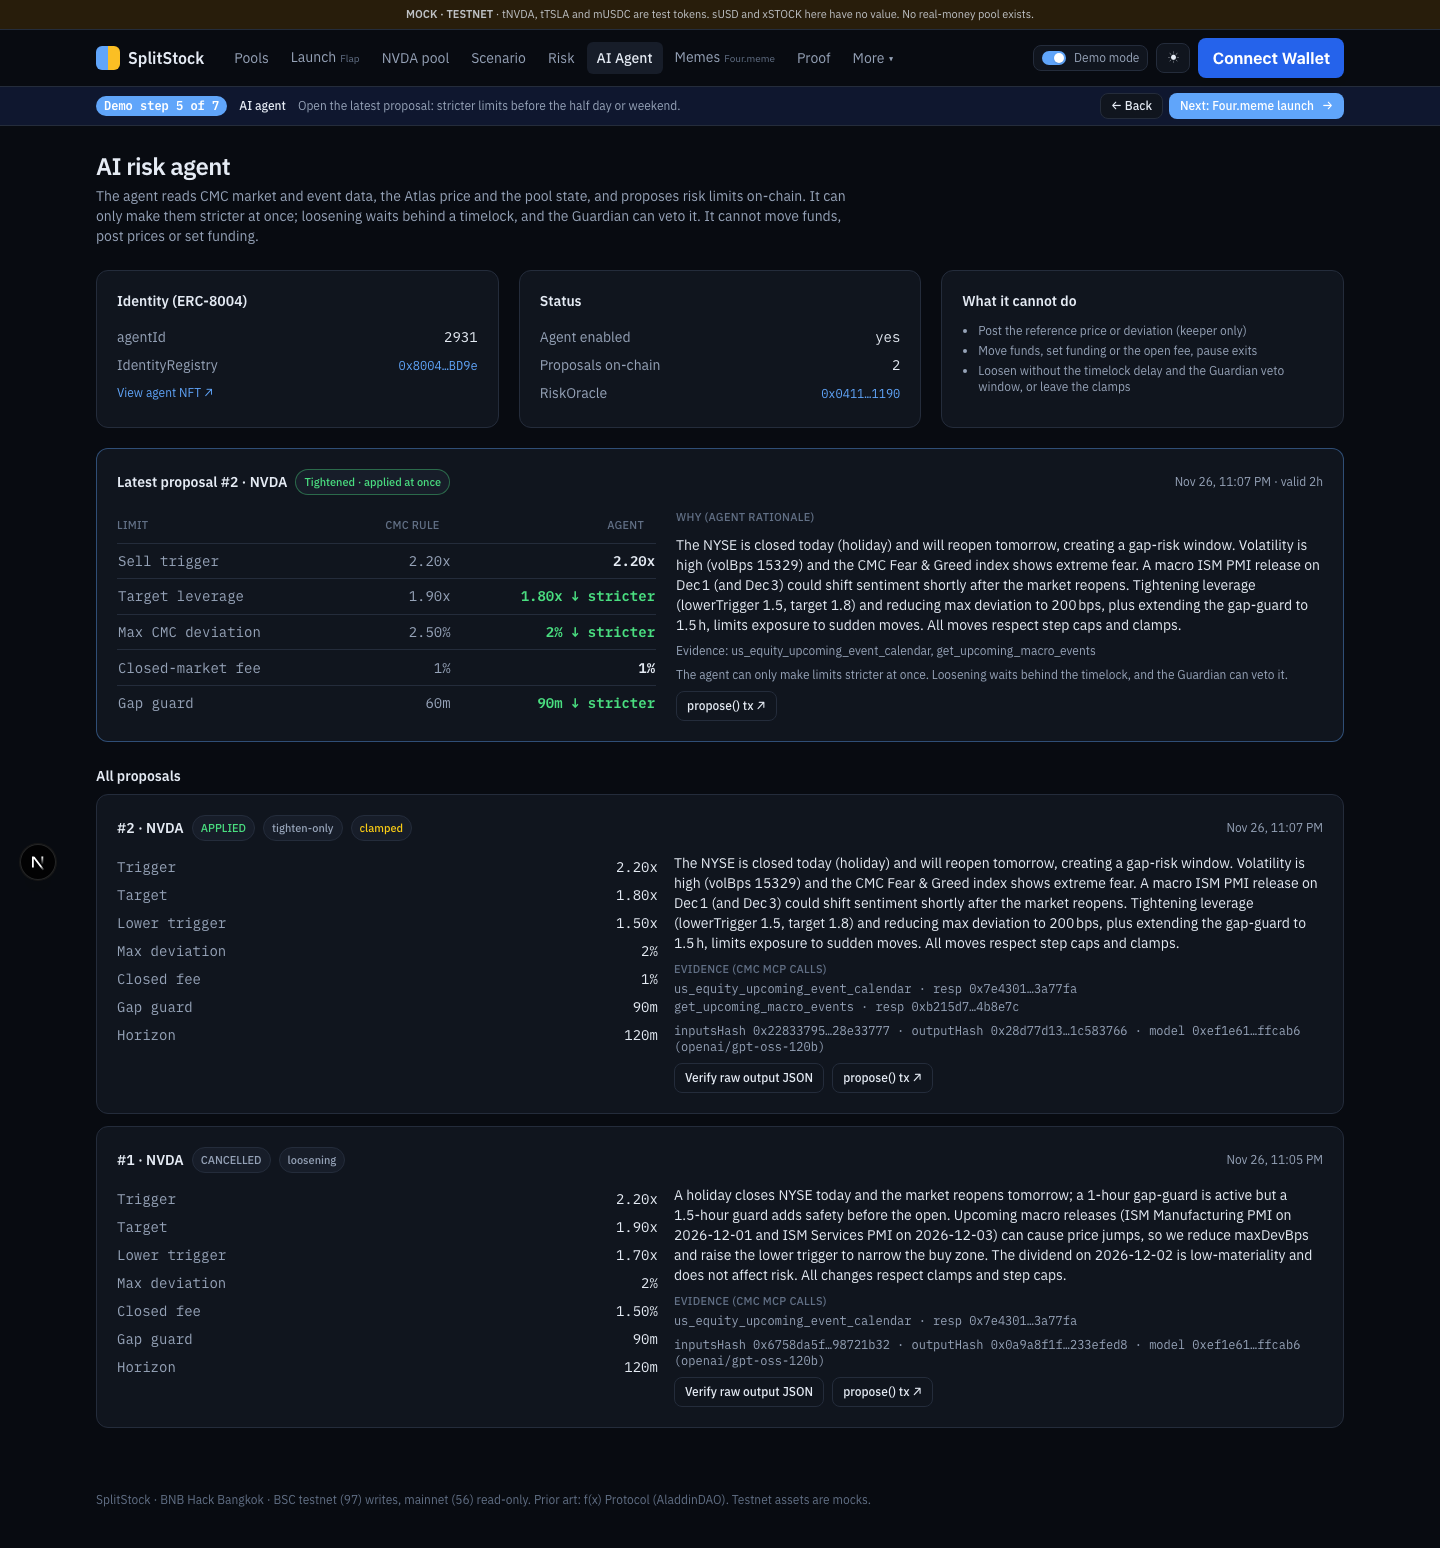 MOCK · TESTNET · tNVDA, tTSLA and mUSDC are test tokens. sUSD and xSTOCK here have no value. No real-money pool exists.
SplitStock Pools Launch Flap NVDA pool Scenario Risk AI Agent Memes Four.meme Proof More ▾ Demo mode ☀ Connect Wallet
Demo step 5 of 7 AI agent Open the latest proposal: stricter limits before the half day or weekend. ← Back Next: Four.meme launch →
AI risk agent
The agent reads CMC market and event data, the Atlas price and the pool state, and proposes risk limits on-chain. It can
only make them stricter at once; loosening waits behind a timelock, and the Guardian can veto it. It cannot move funds,
post prices or set funding.
Identity (ERC-8004)
agentId 2931
IdentityRegistry 0x8004…BD9e
View agent NFT ↗
Status
Agent enabled yes
Proposals on-chain 2
RiskOracle 0x0411…1190
What it cannot do
• Post the reference price or deviation (keeper only)
• Move funds, set funding or the open fee, pause exits
• Loosen without the timelock delay and the Guardian veto
window, or leave the clamps
Latest proposal #2 · NVDA Tightened · applied at once Nov 26, 11:07 PM · valid 2h
LIMIT CMC RULE AGENT
Sell trigger 2.20x 2.20x
Target leverage 1.90x 1.80x ↓ stricter
Max CMC deviation 2.50% 2% ↓ stricter
Closed-market fee 1% 1%
Gap guard 60m 90m ↓ stricter
WHY (AGENT RATIONALE)
The NYSE is closed today (holiday) and will reopen tomorrow, creating a gap-risk window. Volatility is
high (volBps 15329) and the CMC Fear & Greed index shows extreme fear. A macro ISM PMI release on
Dec 1 (and Dec 3) could shift sentiment shortly after the market reopens. Tightening leverage
(lowerTrigger 1.5, target 1.8) and reducing max deviation to 200 bps, plus extending the gap-guard to
1.5 h, limits exposure to sudden moves. All moves respect step caps and clamps.
Evidence: us_equity_upcoming_event_calendar, get_upcoming_macro_events
The agent can only make limits stricter at once. Loosening waits behind the timelock, and the Guardian can veto it.
propose() tx ↗
All proposals
#2 · NVDA APPLIED tighten-only clamped Nov 26, 11:07 PM
Trigger 2.20x
Target 1.80x
Lower trigger 1.50x
Max deviation 2%
Closed fee 1%
Gap guard 90m
Horizon 120m
The NYSE is closed today (holiday) and will reopen tomorrow, creating a gap-risk window. Volatility is
high (volBps 15329) and the CMC Fear & Greed index shows extreme fear. A macro ISM PMI release on
Dec 1 (and Dec 3) could shift sentiment shortly after the market reopens. Tightening leverage
(lowerTrigger 1.5, target 1.8) and reducing max deviation to 200 bps, plus extending the gap-guard to
1.5 h, limits exposure to sudden moves. All moves respect step caps and clamps.
EVIDENCE (CMC MCP CALLS)
us_equity_upcoming_event_calendar · resp 0x7e4301…3a77fa
get_upcoming_macro_events · resp 0xb215d7…4b8e7c
inputsHash 0x22833795…28e33777 · outputHash 0x28d77d13…1c583766 · model 0xef1e61…ffcab6
(openai/gpt-oss-120b)
Verify raw output JSON propose() tx ↗
#1 · NVDA CANCELLED loosening Nov 26, 11:05 PM
Trigger 2.20x
Target 1.90x
Lower trigger 1.70x
Max deviation 2%
Closed fee 1.50%
Gap guard 90m
Horizon 120m
A holiday closes NYSE today and the market reopens tomorrow; a 1-hour gap-guard is active but a
1.5-hour guard adds safety before the open. Upcoming macro releases (ISM Manufacturing PMI on
2026-12-01 and ISM Services PMI on 2026-12-03) can cause price jumps, so we reduce maxDevBps
and raise the lower trigger to narrow the buy zone. The dividend on 2026-12-02 is low-materiality and
does not affect risk. All changes respect clamps and step caps.
EVIDENCE (CMC MCP CALLS)
us_equity_upcoming_event_calendar · resp 0x7e4301…3a77fa
inputsHash 0x6758da5f…98721b32 · outputHash 0x0a9a8f1f…233efed8 · model 0xef1e61…ffcab6
(openai/gpt-oss-120b)
Verify raw output JSON propose() tx ↗
N
SplitStock · BNB Hack Bangkok · BSC testnet (97) writes, mainnet (56) read-only. Prior art: f(x) Protocol (AladdinDAO). Testnet assets are mocks.